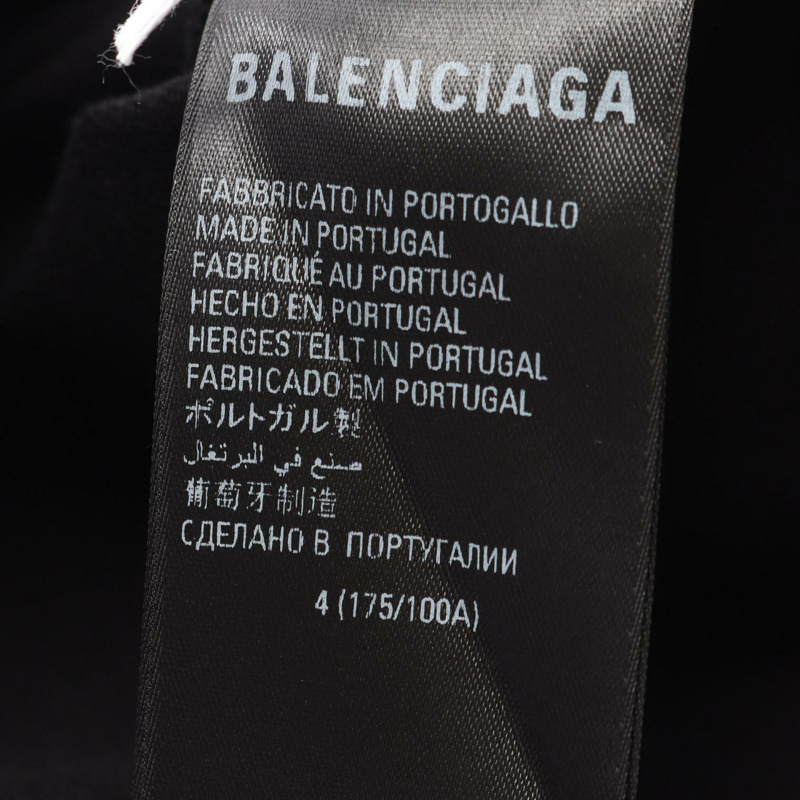 BALENCIAGA
FABBRICATO IN PORTOGALLO
MADE IN PORTUGAL
FABRIQUÉ AU PORTUGAL
HECHO EN PORTUGAL
HERGESTELLT IN PORTUGAL
FABRICADO EM PORTUGAL
ポルトガル製
صنع في البرتغال
葡萄牙制造
СДЕЛАНО В ПОРТУГАЛИИ
4 (175/100A)